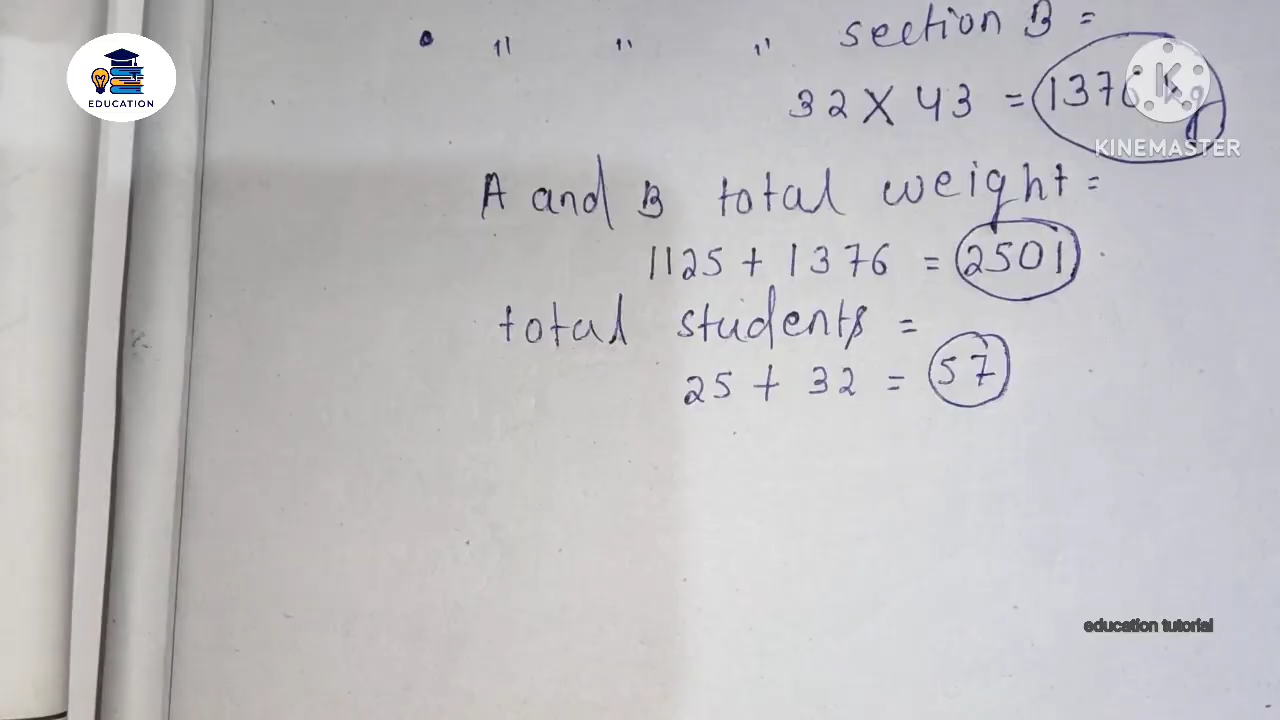 " " " section B =
32 X 43 = 1376 Kg
A and B total weight =
1125 + 1376 = 2501
total students =
25 + 32 = 57
EDUCATION
KINEMASTER
education tutorial